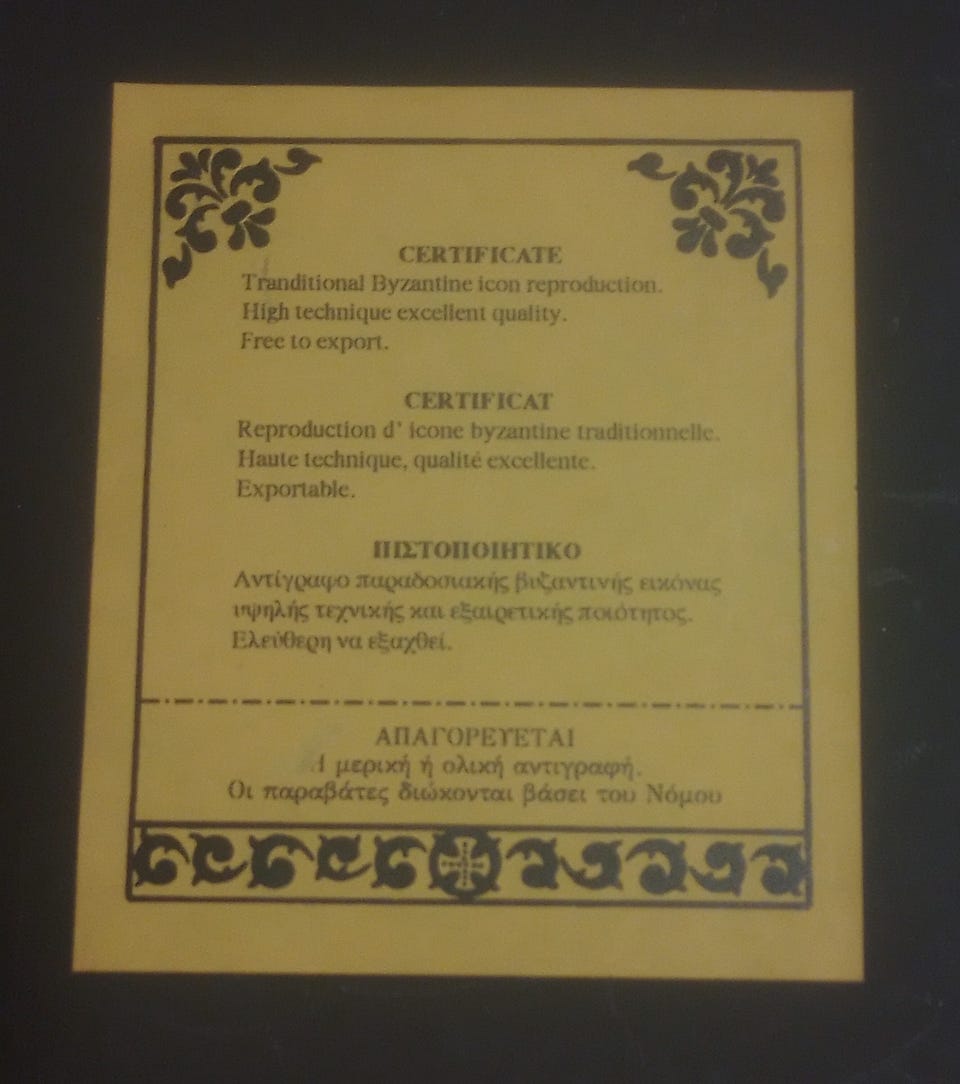 CERTIFICATE
Tranditional Byzantine icon reproduction.
High technique excellent quality.
Free to export.
CERTIFICAT
Reproduction d' icone byzantine traditionnelle.
Haute technique, qualité excellente.
Exportable.
ΠΙΣΤΟΠΟΙΗΤΙΚΟ
Αντίγραφο παραδοσιακής βυζαντινής εικόνας
υψηλής τεχνικής και εξαιρετικής ποιότητος.
Ελεύθερη να εξαχθεί.
ΑΠΑΓΟΡΕΥΕΤΑΙ
μερική ή ολική αντιγραφή.
Οι παραβάτες διώκονται βάσει του Νόμου